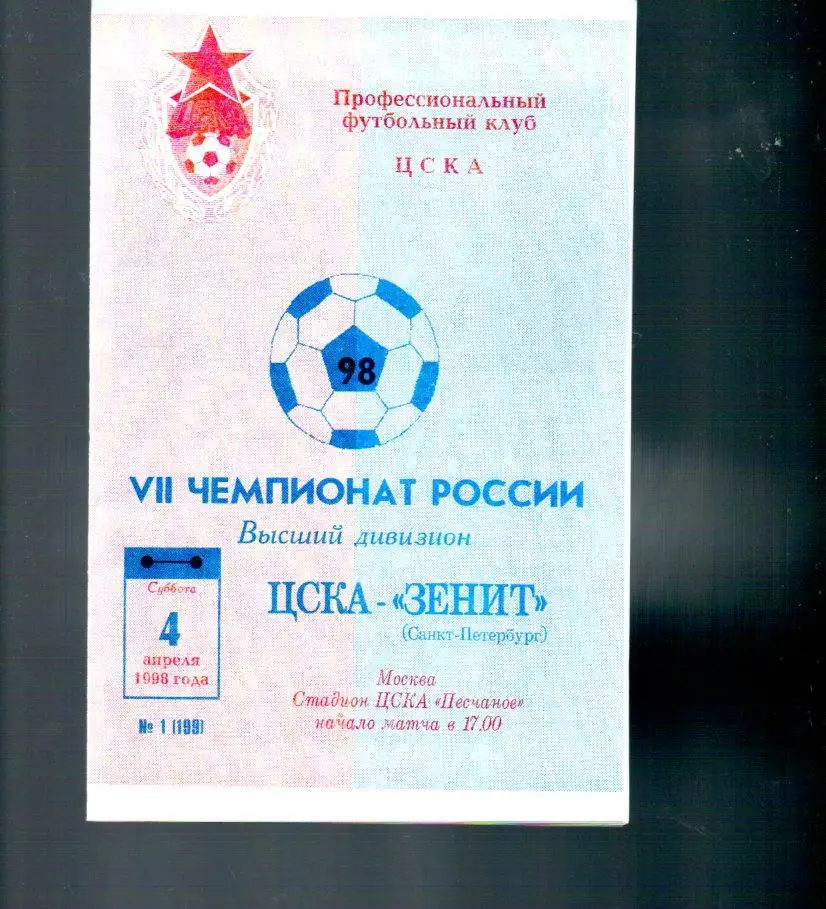 Профессиональный
футбольный клуб
ЦСКА
98
VII ЧЕМПИОНАТ РОССИИ
Высший дивизион
ЦСКА - «ЗЕНИТ»
(Санкт-Петербург)
Суббота
4
апреля
1998 года
№ 1 (199)
Москва
Стадион ЦСКА «Песчаное»
начало матча в 17.00